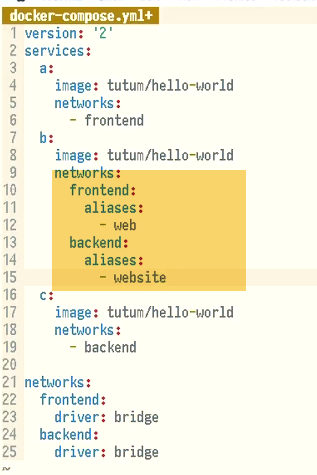 docker-compose.yml+
1 version: '2'
2 services:
3   a:
4     image: tutum/hello-world
5     networks:
6       - frontend
7   b:
8     image: tutum/hello-world
9     networks:
10       frontend:
11         aliases:
12           - web
13       backend:
14         aliases:
15           - website
16   c:
17     image: tutum/hello-world
18     networks:
19       - backend
20
21 networks:
22   frontend:
23     driver: bridge
24   backend:
25     driver: bridge
~